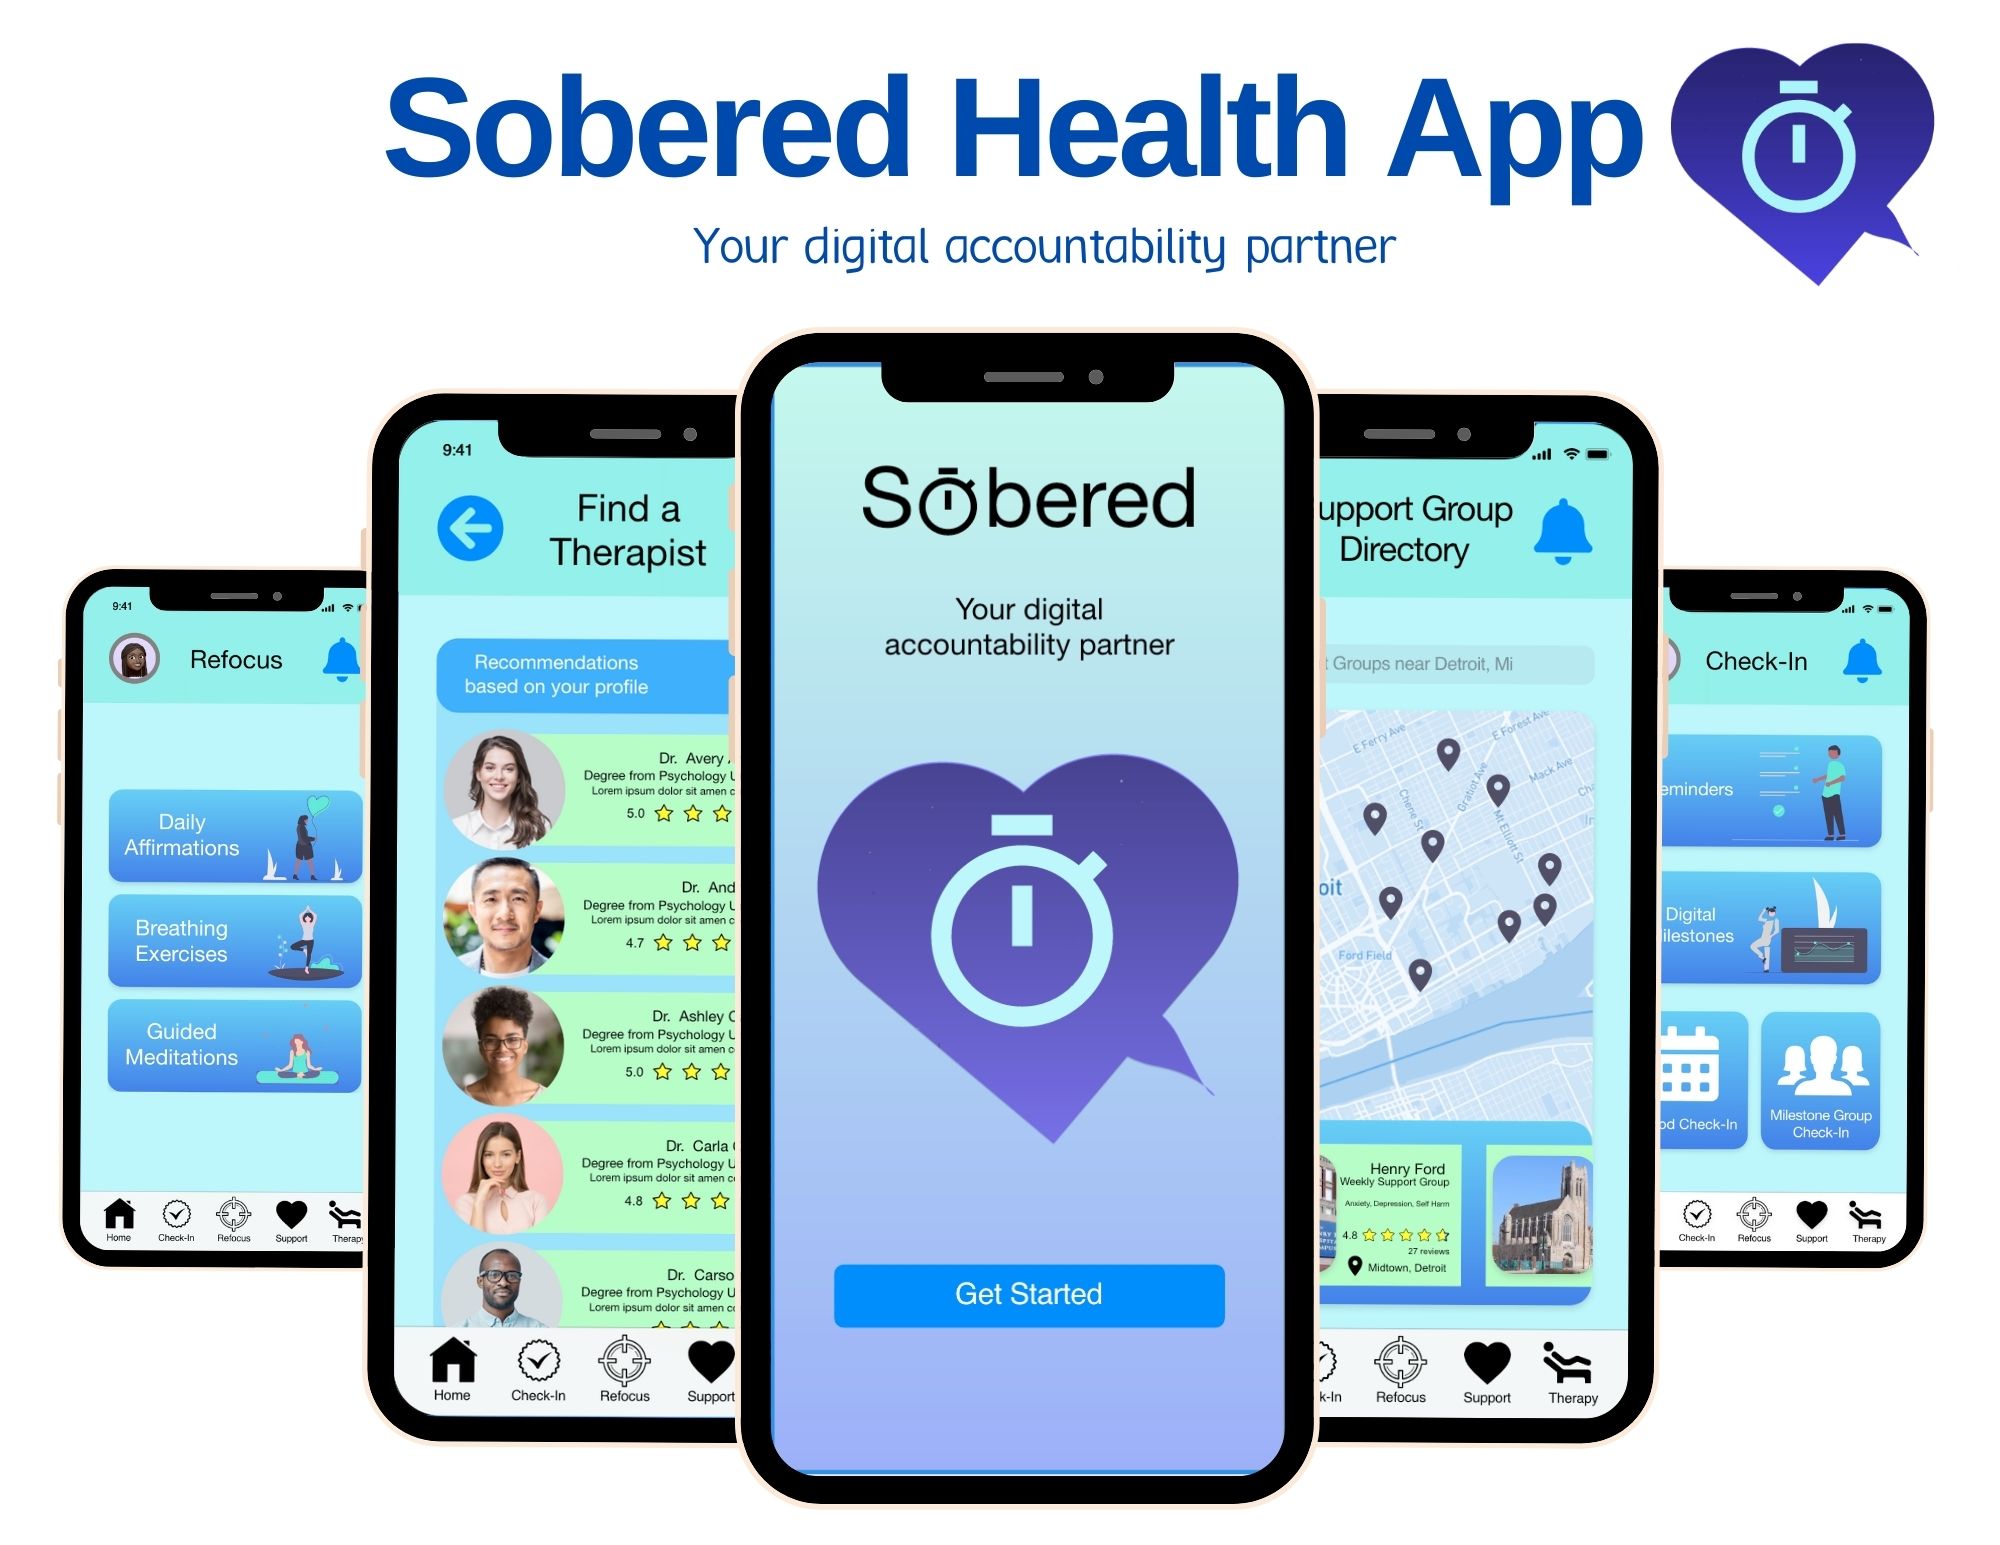 Sobered Health App
Your digital accountability partner
9:41
Refocus
Daily
Affirmations
Breathing
Exercises
Guided
Meditations
Home
Check-In
Refocus
Support
Therapy
9:41
Find a
Therapist
Recommendations
based on your profile
Dr. Avery
Degree from Psychology U
Lorem ipsum dolor sit amen c
5.0
Dr. And
Degree from Psychology U
Lorem ipsum dolor sit amen c
4.7
Dr. Ashley C
Degree from Psychology U
Lorem ipsum dolor sit amen c
5.0
Dr. Carla
Degree from Psychology U
Lorem ipsum dolor sit amen c
4.8
Dr. Carso
Degree from Psychology U
Lorem ipsum dolor sit amen c
Home
Check-In
Refocus
Support
Sobered
Your digital
accountability partner
Get Started
upport Group
Directory
t Groups near Detroit, Mi
E Ferry Ave
E Forest Ave
Mack Ave
Gratiot Ave
Chene St
Mt Elliott St
oit
Ford Field
Henry Ford
Weekly Support Group
Anxiety, Depression, Self Harm
4.8
27 reviews
Midtown, Detroit
k-In
Refocus
Support
Therapy
Check-In
eminders
Digital
ilestones
od Check-In
Milestone Group
Check-In
Check-In
Refocus
Support
Therapy